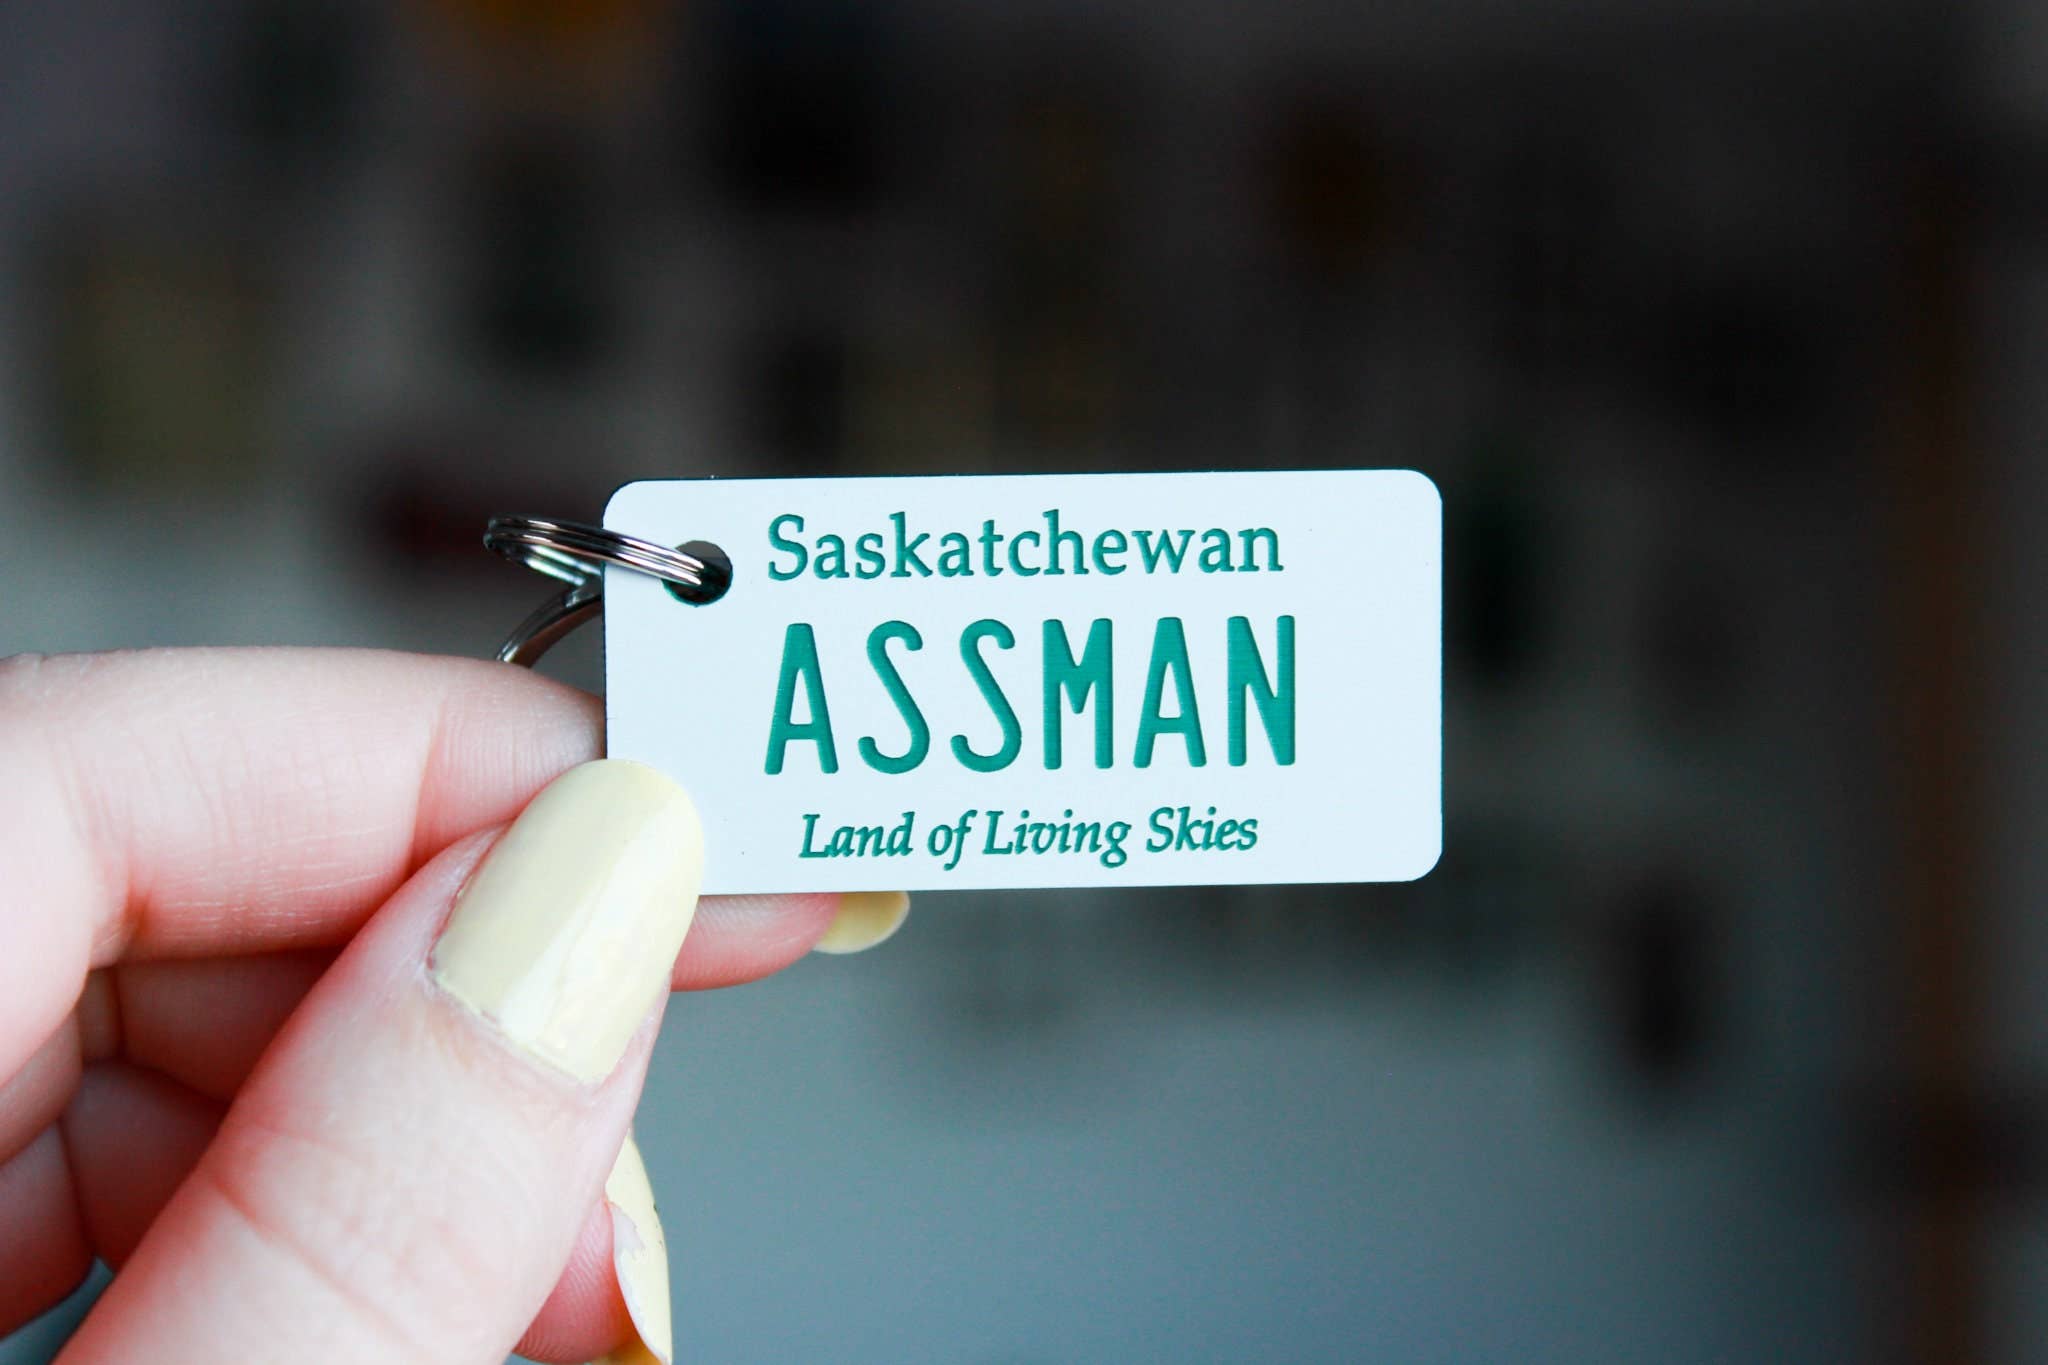 Saskatchewan
ASSMAN
Land of Living Skies